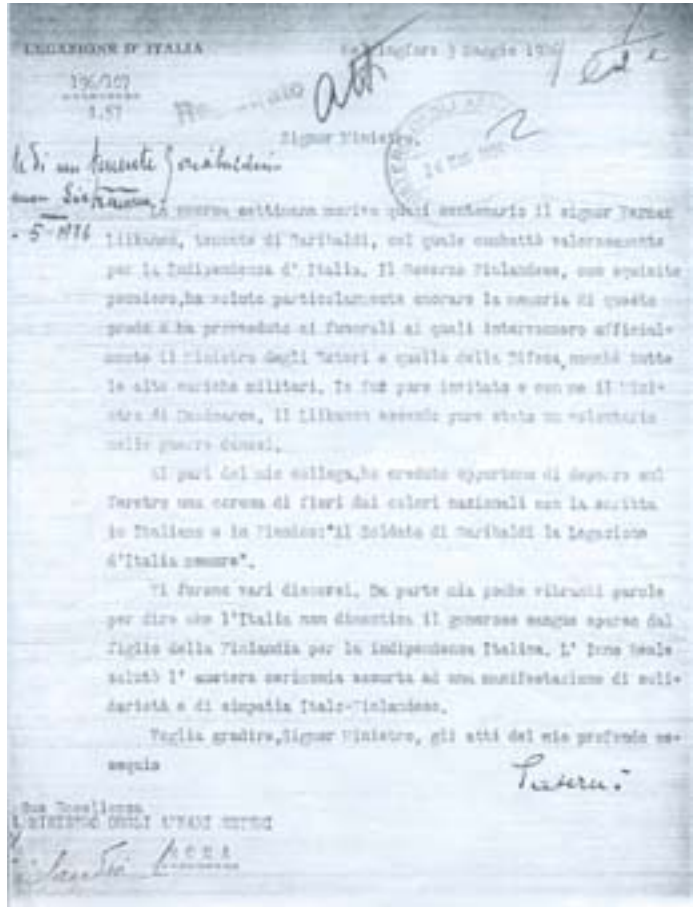 LEGAZIONE D' ITALIA
Helsingfors 3 Maggio
196/107
1.57
Signor Ministro,
La scorsa settimana moriva quasi centenario il signor
Liikanen, tenente di Garibaldi, col quale combattè valorosamente
per la Indipendenza d' Italia. Il Governo Finlandese, con squisito
pensiero,ha voluto particolarmente onorare la memoria di questo
prode e ha provveduto ai funerali ai quali intervennero ufficial-
mente il Ministro degli Esteri e quello della Difesa, nonchè tutte
le alte cariche militari. Io fui pure invitato e con me il Mini-
stro di Danimarca, il Liikanen essendo pure stato un volontario
nelle guerre danesi.
Al pari del mio collega,ho creduto opportuno di deporre sul
feretro una corona di fiori dai colori nazionali con la scritta
in Italiano e in Finnico:"il Soldato di Garibaldi la Legazione
d'Italia memore".
Vi furono vari discorsi. Da parte mia poche vibranti parole
per dire che l'Italia non dimentica il generoso sangue sparso dal
figlio della Finlandia per la indipendenza Italiana. L' Inno Reale
salutò l' austera cerimonia assurta ad una manifestazione di soli-
darietà e di simpatia Italo-Finlandese.
Voglia gradire,Signor Ministro, gli atti del mio profondo os-
sequio
Sua Eccellenza
MINISTRO DEGLI AFFARI ESTERI
ROMA